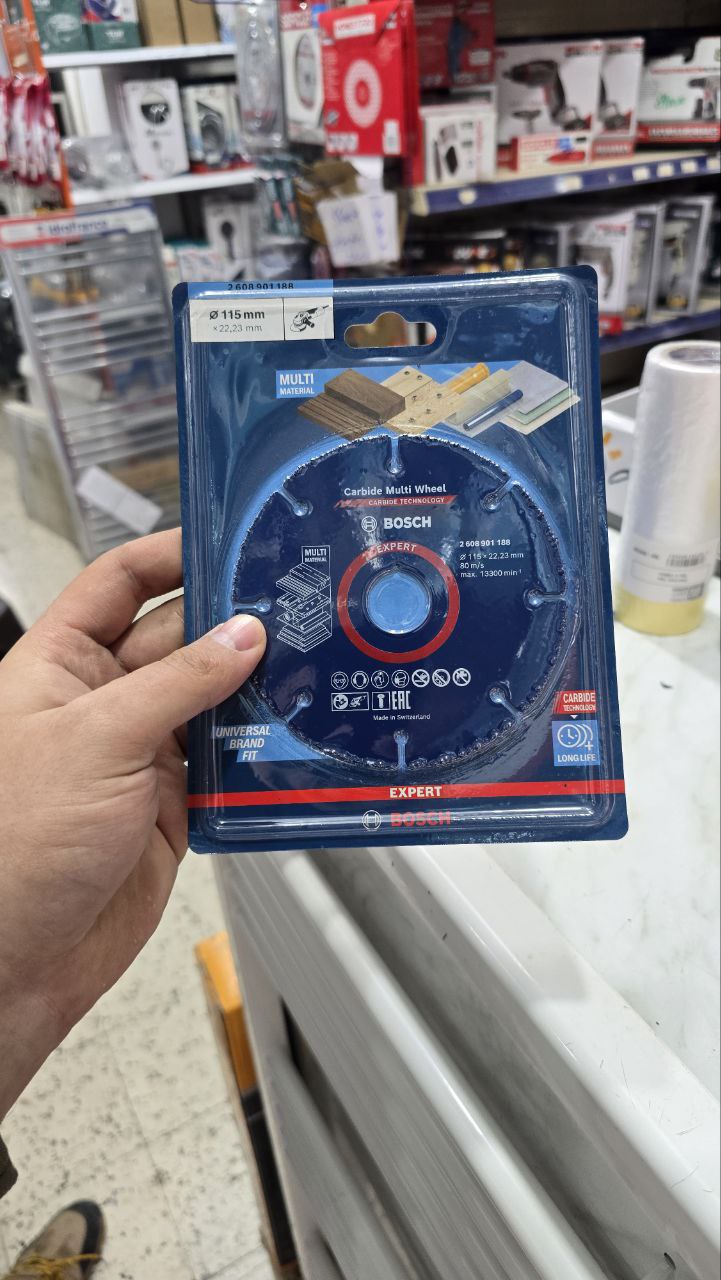 2 608 901 188
Ø 115 mm
× 22,23 mm
MULTI
MATERIAL
Carbide Multi Wheel
CARBIDE TECHNOLOGY
BOSCH
EXPERT
2 608 901 188
Ø 115 × 22,23 mm
80 m/s
max. 13300 min⁻¹
MULTI
MATERIAL
EAC
Made in Switzerland
UNIVERSAL
BRAND
FIT
CARBIDE
TECHNOLOGY
LONG LIFE
EXPERT
BOSCH